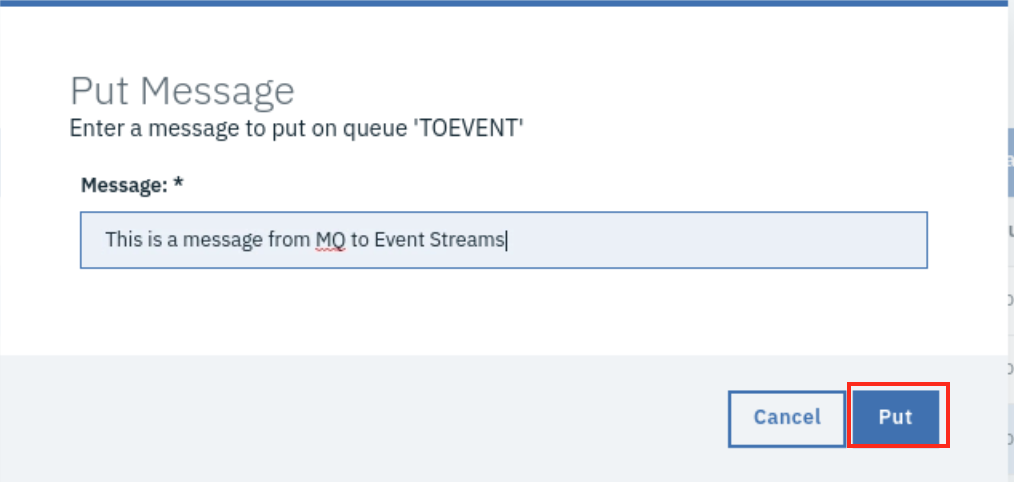 Put Message
Enter a message to put on queue 'TOEVENT'
Message: *
This is a message from MQ to Event Streams
Cancel
Put